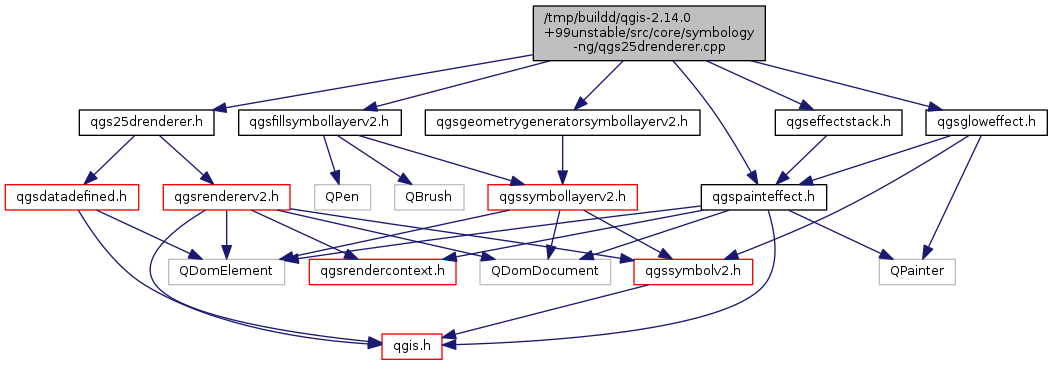 /tmp/buildd/qgis-2.14.0
+99unstable/src/core/symbology
-ng/qgs25drenderer.cpp
qgs25drenderer.h
qgsfillsymbollayerv2.h
qgsgeometrygeneratorsymbollayerv2.h
qgseffectstack.h
qgsgloweffect.h
qgsdatadefined.h
qgsrendererv2.h
QPen
QBrush
qgssymbollayerv2.h
qgspainteffect.h
QDomElement
qgsrendercontext.h
QDomDocument
qgssymbolv2.h
QPainter
qgis.h